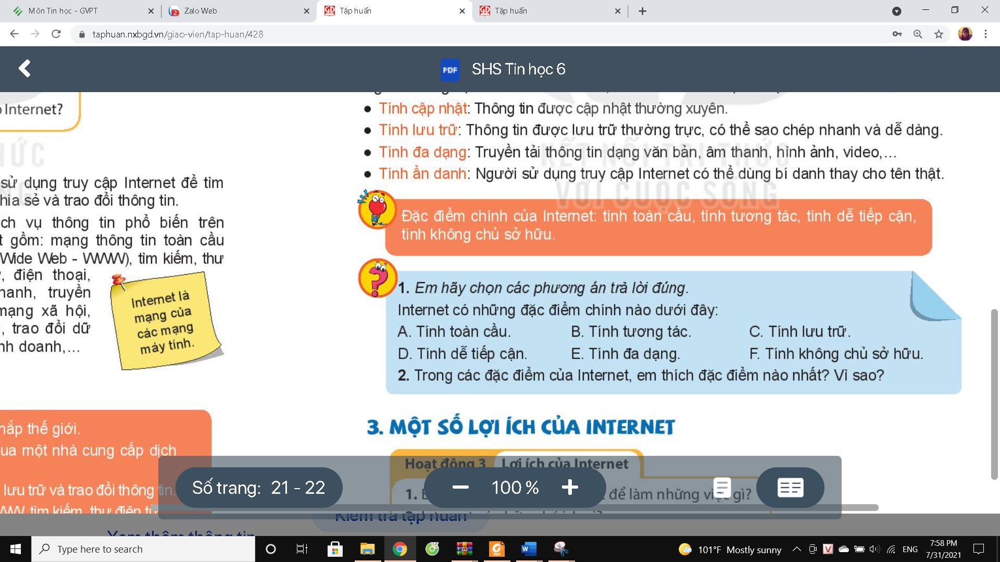 Môn Tin học - GVPT
Zalo Web
Tập huấn
Tập huấn
taphuan.nxbgd.vn/giao-vien/tap-huan/428
PDF SHS Tin học 6
Internet?
sử dụng truy cập Internet để tìm
hia sẻ và trao đổi thông tin.
ch vụ thông tin phổ biến trên
t gồm: mạng thông tin toàn cầu
Wide Web - WWW), tìm kiếm, thư
, điện thoại,
hanh, truyền
mạng xã hội,
, trao đổi dữ
nh doanh,...
Internet là
mạng của
các mạng
máy tính.
hắp thế giới.
ua một nhà cung cấp dịch
lưu trữ và trao đổi thông tin.
WW, tìm kiếm, thư điện tử
• Tính cập nhật: Thông tin được cập nhật thường xuyên.
• Tính lưu trữ: Thông tin được lưu trữ thường trực, có thể sao chép nhanh và dễ dàng.
• Tính đa dạng: Truyền tải thông tin dạng văn bản, âm thanh, hình ảnh, video,...
• Tính ẩn danh: Người sử dụng truy cập Internet có thể dùng bí danh thay cho tên thật.
KẾT NỐI TRI THỨC
VỚI CUỘC SỐNG
Đặc điểm chính của Internet: tính toàn cầu, tính tương tác, tính dễ tiếp cận,
tính không chủ sở hữu.
1. Em hãy chọn các phương án trả lời đúng.
Internet có những đặc điểm chính nào dưới đây:
A. Tính toàn cầu. B. Tính tương tác. C. Tính lưu trữ.
D. Tính dễ tiếp cận. E. Tính đa dạng. F. Tính không chủ sở hữu.
2. Trong các đặc điểm của Internet, em thích đặc điểm nào nhất? Vì sao?
3. MỘT SỐ LỢI ÍCH CỦA INTERNET
Hoạt động 3 Lợi ích của Internet
1. để làm những việc gì?
Số trang: 21 - 22
100 %
Kiểm tra tập huấn
Xem thêm thông tin
Type here to search
101°F Mostly sunny
ENG
7:58 PM
7/31/2021